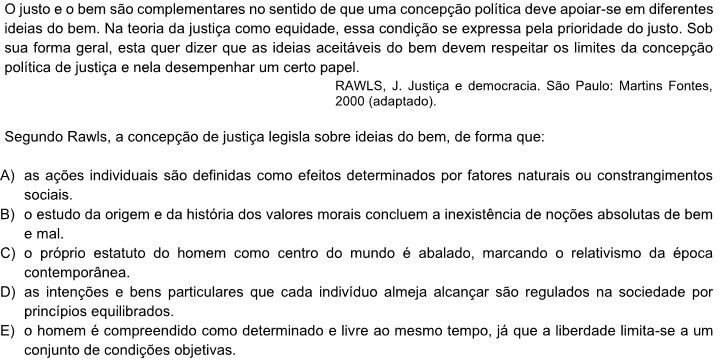 O justo e o bem são complementares no sentido de que uma concepção política deve apoiar-se em diferentes
ideias do bem. Na teoria da justiça como equidade, essa condição se expressa pela prioridade do justo. Sob
sua forma geral, esta quer dizer que as ideias aceitáveis do bem devem respeitar os limites da concepção
política de justiça e nela desempenhar um certo papel.
RAWLS, J. Justiça e democracia. São Paulo: Martins Fontes,
2000 (adaptado).
Segundo Rawls, a concepção de justiça legisla sobre ideias do bem, de forma que:
A) as ações individuais são definidas como efeitos determinados por fatores naturais ou constrangimentos
sociais.
B) o estudo da origem e da história dos valores morais concluem a inexistência de noções absolutas de bem
e mal.
C) o próprio estatuto do homem como centro do mundo é abalado, marcando o relativismo da época
contemporânea.
D) as intenções e bens particulares que cada indivíduo almeja alcançar são regulados na sociedade por
princípios equilibrados.
E) o homem é compreendido como determinado e livre ao mesmo tempo, já que a liberdade limita-se a um
conjunto de condições objetivas.